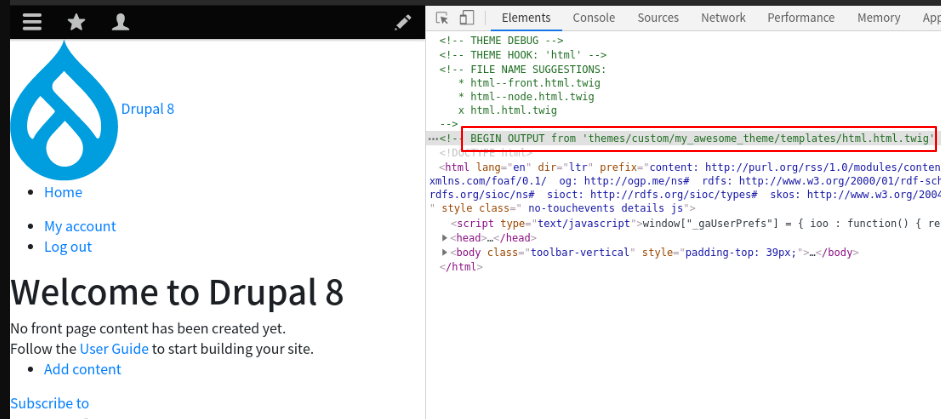 Elements Console Sources Network Performance Memory App
Drupal 8
Home
My account
Log out
Welcome to Drupal 8
No front page content has been created yet.
Follow the User Guide to start building your site.
Add content
Subscribe to
<!-- THEME DEBUG -->
<!-- THEME HOOK: 'html' -->
<!-- FILE NAME SUGGESTIONS:
* html--front.html.twig
* html--node.html.twig
x html.html.twig
-->
<!-- BEGIN OUTPUT from 'themes/custom/my_awesome_theme/templates/html.html.twig'
<!DOCTYPE html>
<html lang="en" dir="ltr" prefix="content: http://purl.org/rss/1.0/modules/conten
xmlns.com/foaf/0.1/ og: http://ogp.me/ns# rdfs: http://www.w3.org/2000/01/rdf-sch
rdfs.org/sioc/ns# sioct: http://rdfs.org/sioc/types# skos: http://www.w3.org/2004
" style class=" no-touchevents details js">
<script type="text/javascript">window["_gaUserPrefs"] = { ioo : function() { re
<head>…</head>
<body class="toolbar-vertical" style="padding-top: 39px;">…</body>
</html>